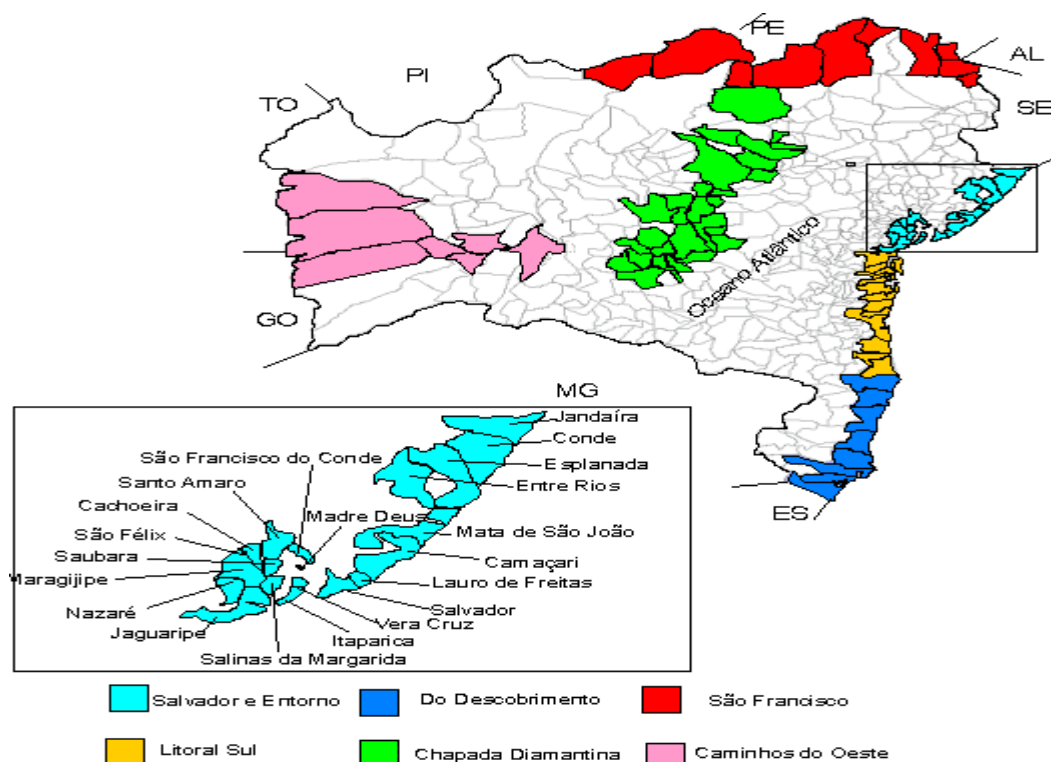 PE
AL
PI
TO
SE
Oceano Atlântico
GO
MG
Jandaíra
Conde
São Francisco do Conde
Esplanada
Santo Amaro
Entre Rios
Cachoeira
Madre Deus
São Félix
Mata de São João
Saubara
Camaçari
Maragijipe
Lauro de Freitas
Nazaré
Salvador
Vera Cruz
Jaguaripe
Itaparica
Salinas da Margarida
ES
Salvador e Entorno
Do Descobrimento
São Francisco
Litoral Sul
Chapada Diamantina
Caminhos do Oeste